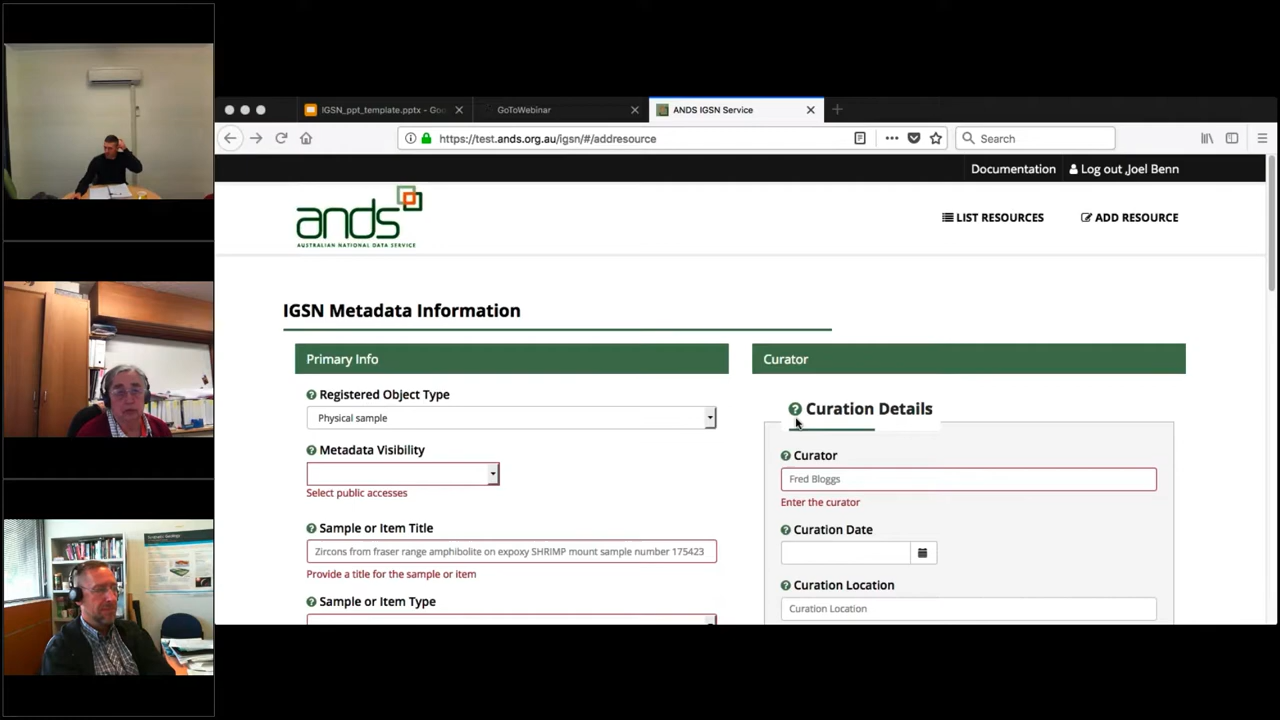 IGSN_ppt_template.pptx - Goo
GoToWebinar
ANDS IGSN Service
https://test.ands.org.au/igsn/#/addresource
Search
Documentation
Log out ,Joel Benn
ands
AUSTRALIAN NATIONAL DATA SERVICE
LIST RESOURCES
ADD RESOURCE
IGSN Metadata Information
Primary Info
Registered Object Type
Physical sample
Metadata Visibility
Select public accesses
Sample or Item Title
Zircons from fraser range amphibolite on expoxy SHRIMP mount sample number 175423
Provide a title for the sample or item
Sample or Item Type
Curator
Curation Details
Curator
Fred Bloggs
Enter the curator
Curation Date
Curation Location
Curation Location